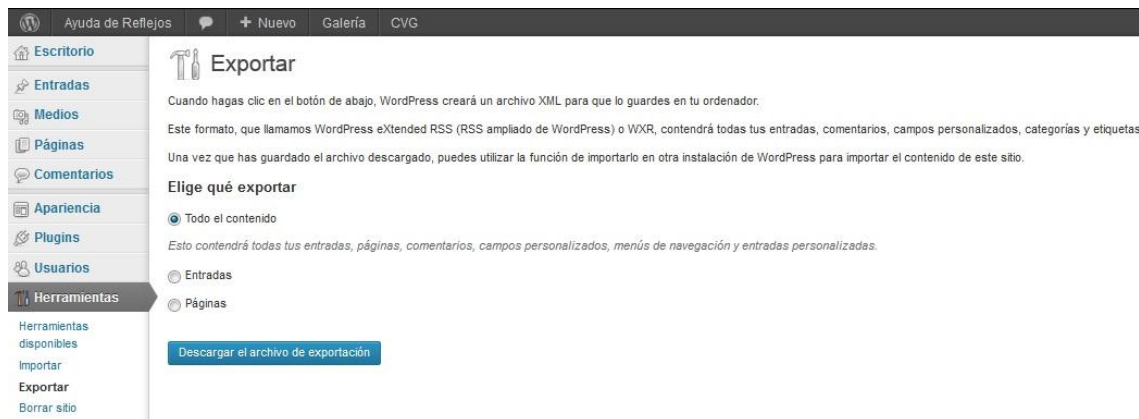 Ayuda de Reflejos + Nuevo Galería CVG
Escritorio
Entradas
Medios
Páginas
Comentarios
Apariencia
Plugins
Usuarios
Herramientas
Herramientas
disponibles
Importar
Exportar
Borrar sitio
Exportar
Cuando hagas clic en el botón de abajo, WordPress creará un archivo XML para que lo guardes en tu ordenador.
Este formato, que llamamos WordPress eXtended RSS (RSS ampliado de WordPress) o WXR, contendrá todas tus entradas, comentarios, campos personalizados, categorías y etiquetas
Una vez que has guardado el archivo descargado, puedes utilizar la función de importarlo en otra instalación de WordPress para importar el contenido de este sitio.
Elige qué exportar
Todo el contenido
Esto contendrá todas tus entradas, páginas, comentarios, campos personalizados, menús de navegación y entradas personalizadas.
Entradas
Páginas
Descargar el archivo de exportación